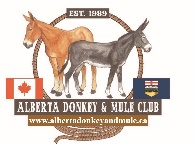 EST. 1989
ALBERTA DONKEY & MULE CLUB
www.albertadonkeyandmule.ca